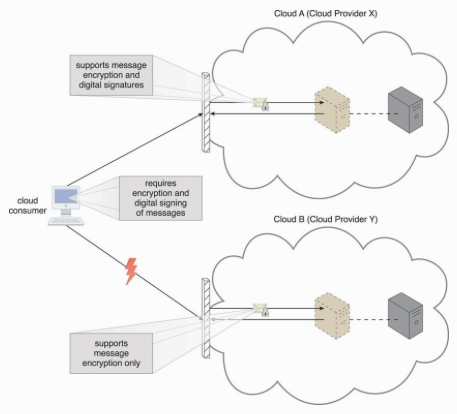 Cloud A (Cloud Provider X)
supports message
encryption and
digital signatures
requires
encryption and
digital signing
of messages
cloud
consumer
Cloud B (Cloud Provider Y)
supports
message
encryption only